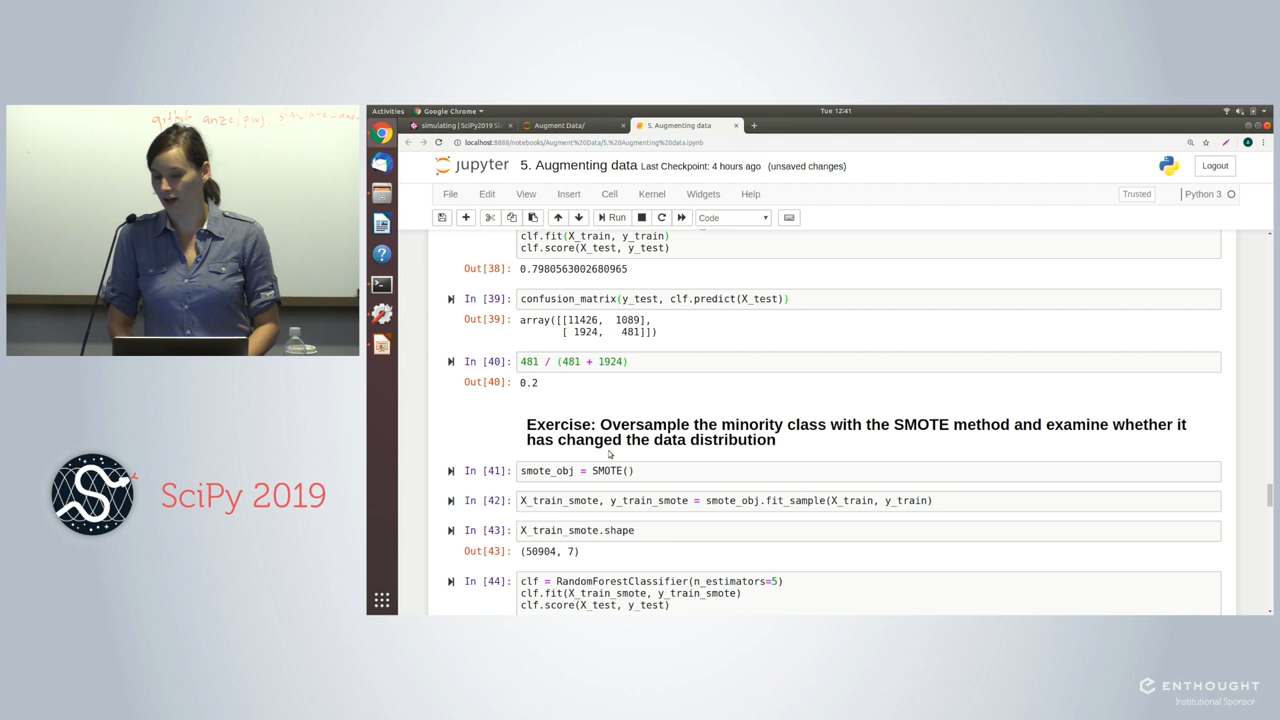 github
Activities
Google Chrome
Tue 12:41
Augment Data/
5. Augmenting data
localhost:8888/notebooks/Augment%20Data/5.%20Augmenting%20data.ipynb
jupyter
5. Augmenting data Last Checkpoint: 4 hours ago (unsaved changes)
Logout
File Edit View Insert Cell Kernel Widgets Help
Trusted
Python 3
Run
Code
clf.fit(X_train, y_train)
clf.score(X_test, y_test)
Out[38]: 0.7980563002680965
In [39]: confusion_matrix(y_test, clf.predict(X_test))
Out[39]: array([[11426, 1089],
[ 1924, 481]])
In [40]: 481 / (481 + 1924)
Out[40]: 0.2
Exercise: Oversample the minority class with the SMOTE method and examine whether it
has changed the data distribution
In [41]: smote_obj = SMOTE()
In [42]: X_train_smote, y_train_smote = smote_obj.fit_sample(X_train, y_train)
In [43]: X_train_smote.shape
Out[43]: (50904, 7)
In [44]: clf = RandomForestClassifier(n_estimators=5)
clf.fit(X_train_smote, y_train_smote)
clf.score(X_test, y_test)
SciPy 2019
ENTHOUGHT
Institutional Sponsor